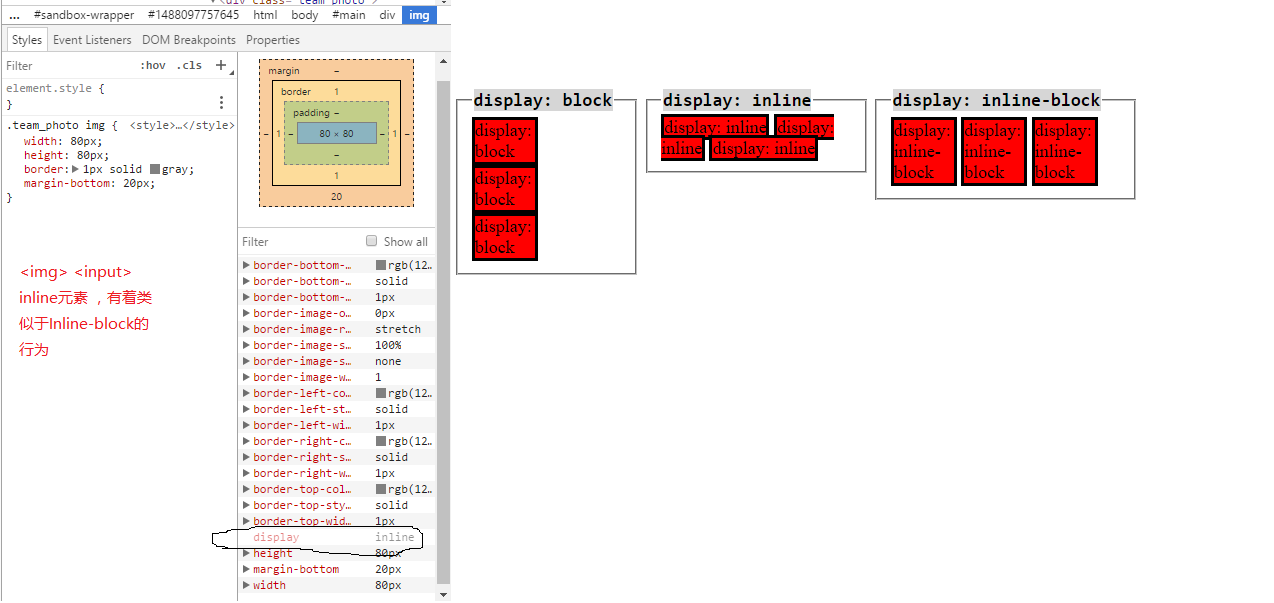 <div class="team_photo">
... #sandbox-wrapper #1488097757645 html body #main div img
Styles Event Listeners DOM Breakpoints Properties
Filter :hov .cls +
element.style {
}
.team_photo img { <style>…</style>
width: 80px;
height: 80px;
border: 1px solid gray;
margin-bottom: 20px;
}
<img> <input>
inline元素 ，有着类
似于Inline-block的
行为
margin –
border 1
padding –
– 1 – 80 × 80 – 1 –
–
1
20
Filter Show all
border-bottom-… rgb(12…
border-bottom-… solid
border-bottom-… 1px
border-image-o… 0px
border-image-r… stretch
border-image-s… 100%
border-image-s… none
border-image-w… 1
border-left-co… rgb(12…
border-left-st… solid
border-left-wi… 1px
border-right-c… rgb(12…
border-right-s… solid
border-right-w… 1px
border-top-col… rgb(12…
border-top-sty… solid
border-top-wid… 1px
display inline
height 80px
margin-bottom 20px
width 80px
display: block
display:
block
display:
block
display:
block
display: inline
display: inline display:
inline display: inline
display: inline-block
display:
inline-
block
display:
inline-
block
display:
inline-
block